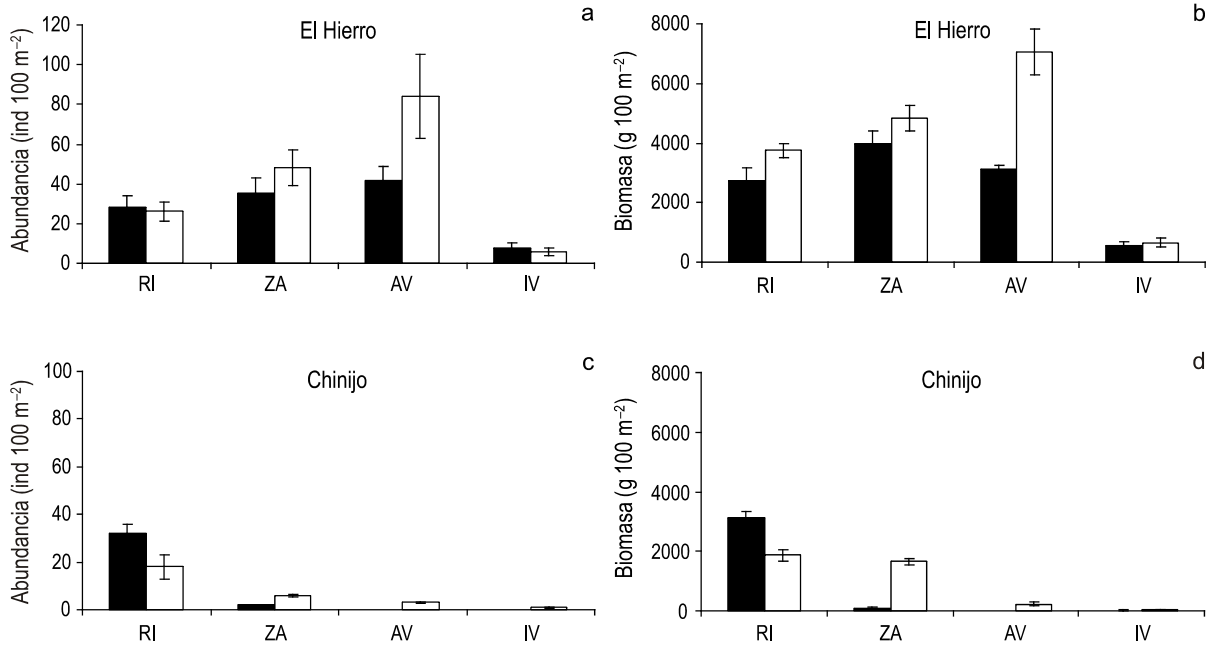 a
El Hierro
Abundancia (ind 100 m⁻²)
120
100
80
60
40
20
0
RI ZA AV IV
b
El Hierro
Biomasa (g 100 m⁻²)
8000
6000
4000
2000
0
RI ZA AV IV
c
Chinijo
Abundancia (ind 100 m⁻²)
100
80
60
40
20
0
RI ZA AV IV
d
Chinijo
Biomasa (g 100 m⁻²)
8000
6000
4000
2000
0
RI ZA AV IV